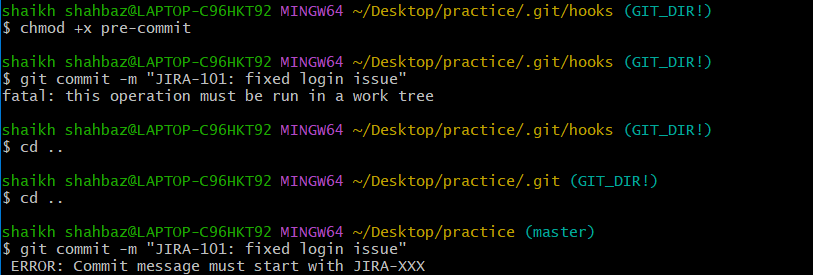 shaikh shahbaz@LAPTOP-C96HKT92 MINGW64 ~/Desktop/practice/.git/hooks (GIT_DIR!)
$ chmod +x pre-commit
shaikh shahbaz@LAPTOP-C96HKT92 MINGW64 ~/Desktop/practice/.git/hooks (GIT_DIR!)
$ git commit -m "JIRA-101: fixed login issue"
fatal: this operation must be run in a work tree
shaikh shahbaz@LAPTOP-C96HKT92 MINGW64 ~/Desktop/practice/.git/hooks (GIT_DIR!)
$ cd ..
shaikh shahbaz@LAPTOP-C96HKT92 MINGW64 ~/Desktop/practice/.git (GIT_DIR!)
$ cd ..
shaikh shahbaz@LAPTOP-C96HKT92 MINGW64 ~/Desktop/practice (master)
$ git commit -m "JIRA-101: fixed login issue"
ERROR: Commit message must start with JIRA-XXX